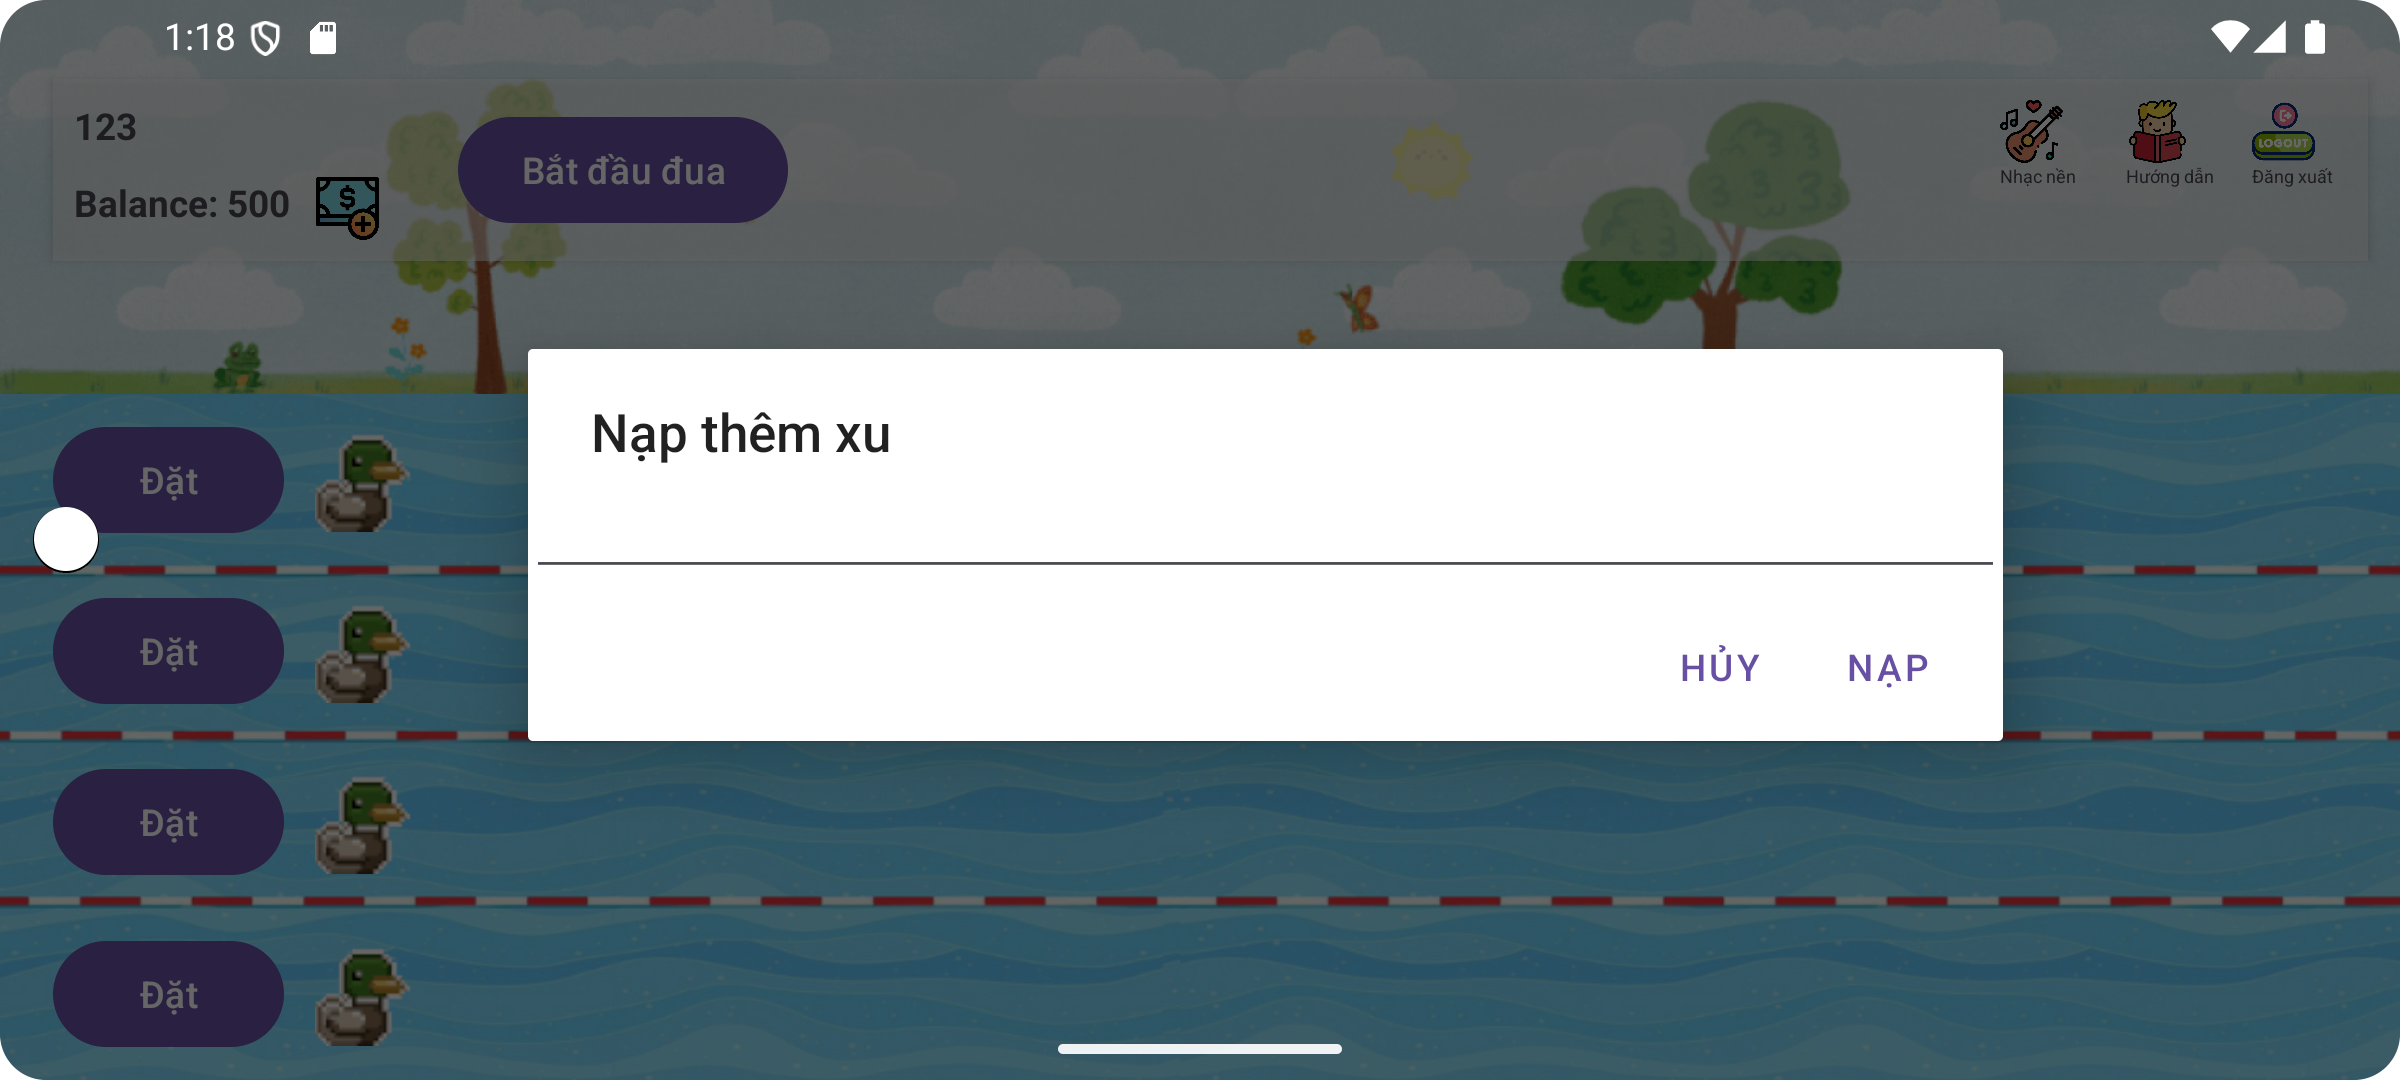 1:18
123
Balance: 500
Bắt đầu đua
Nhạc nền
Hướng dẫn
LOGOUT
Đăng xuất
Nạp thêm xu
HỦY
NẠP
Đặt
Đặt
Đặt
Đặt